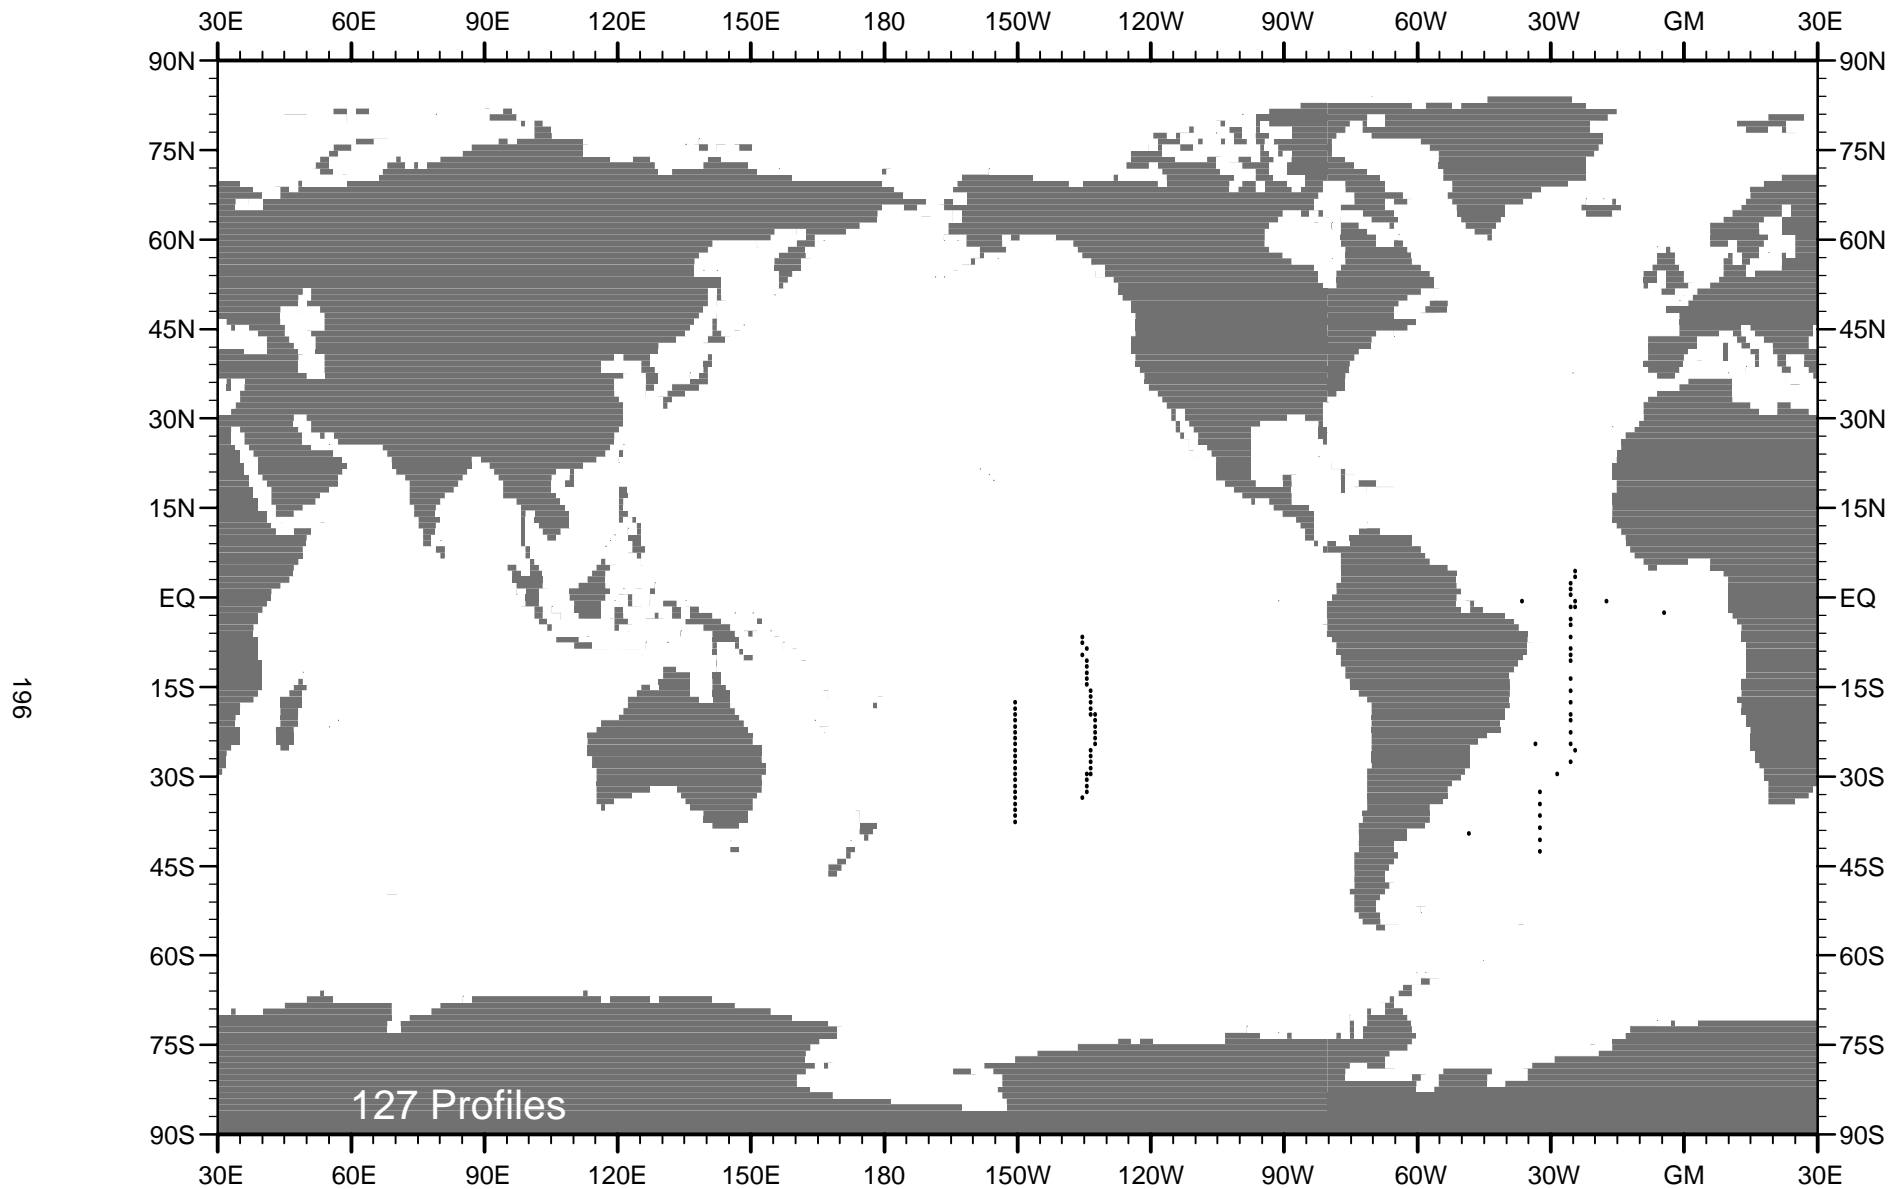 30E 60E 90E 120E 150E 180 150W 120W 90W 60W 30W GM 30E
90N 90N
75N 75N
60N 60N
45N 45N
30N 30N
15N 15N
EQ EQ
15S 15S
196
30S 30S
45S 45S
60S 60S
75S 75S
127 Profiles
90S 90S
30E 60E 90E 120E 150E 180 150W 120W 90W 60W 30W GM 30E